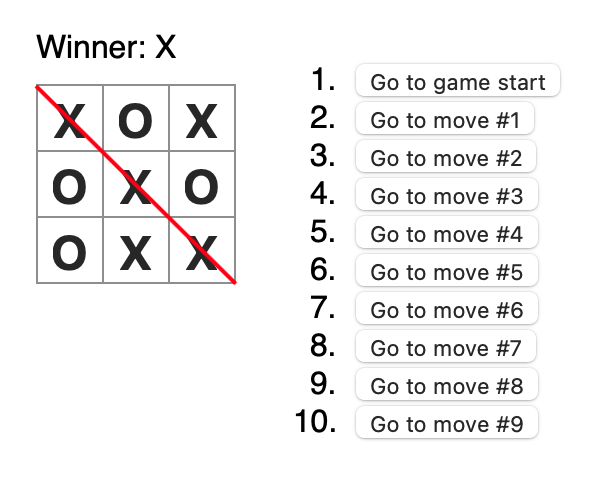 Winner: X
X O X
O X O
O X X
1. Go to game start
2. Go to move #1
3. Go to move #2
4. Go to move #3
5. Go to move #4
6. Go to move #5
7. Go to move #6
8. Go to move #7
9. Go to move #8
10. Go to move #9